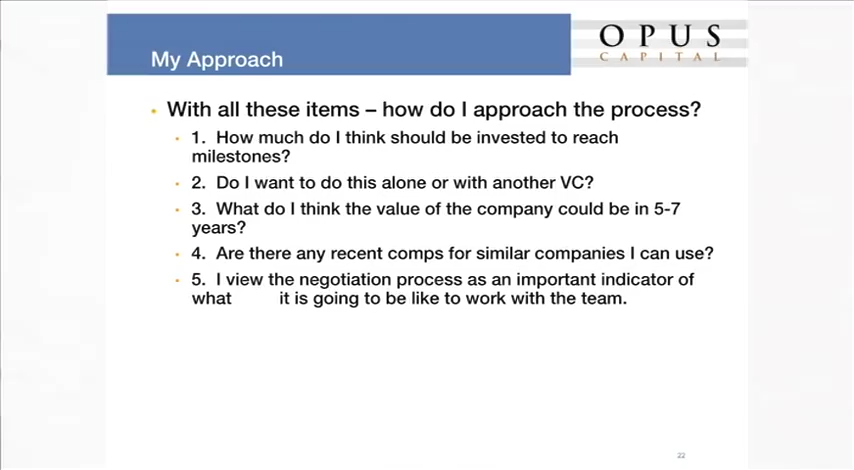 My Approach
OPUS
CAPITAL
• With all these items – how do I approach the process?
• 1. How much do I think should be invested to reach
milestones?
• 2. Do I want to do this alone or with another VC?
• 3. What do I think the value of the company could be in 5-7
years?
• 4. Are there any recent comps for similar companies I can use?
• 5. I view the negotiation process as an important indicator of
what it is going to be like to work with the team.
22